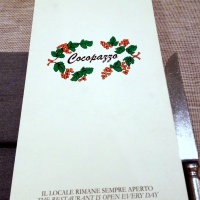 Cocopazzo
IL LOCALE RIMANE SEMPRE APERTO
THE RESTAURANT IS OPEN EVERY DAY